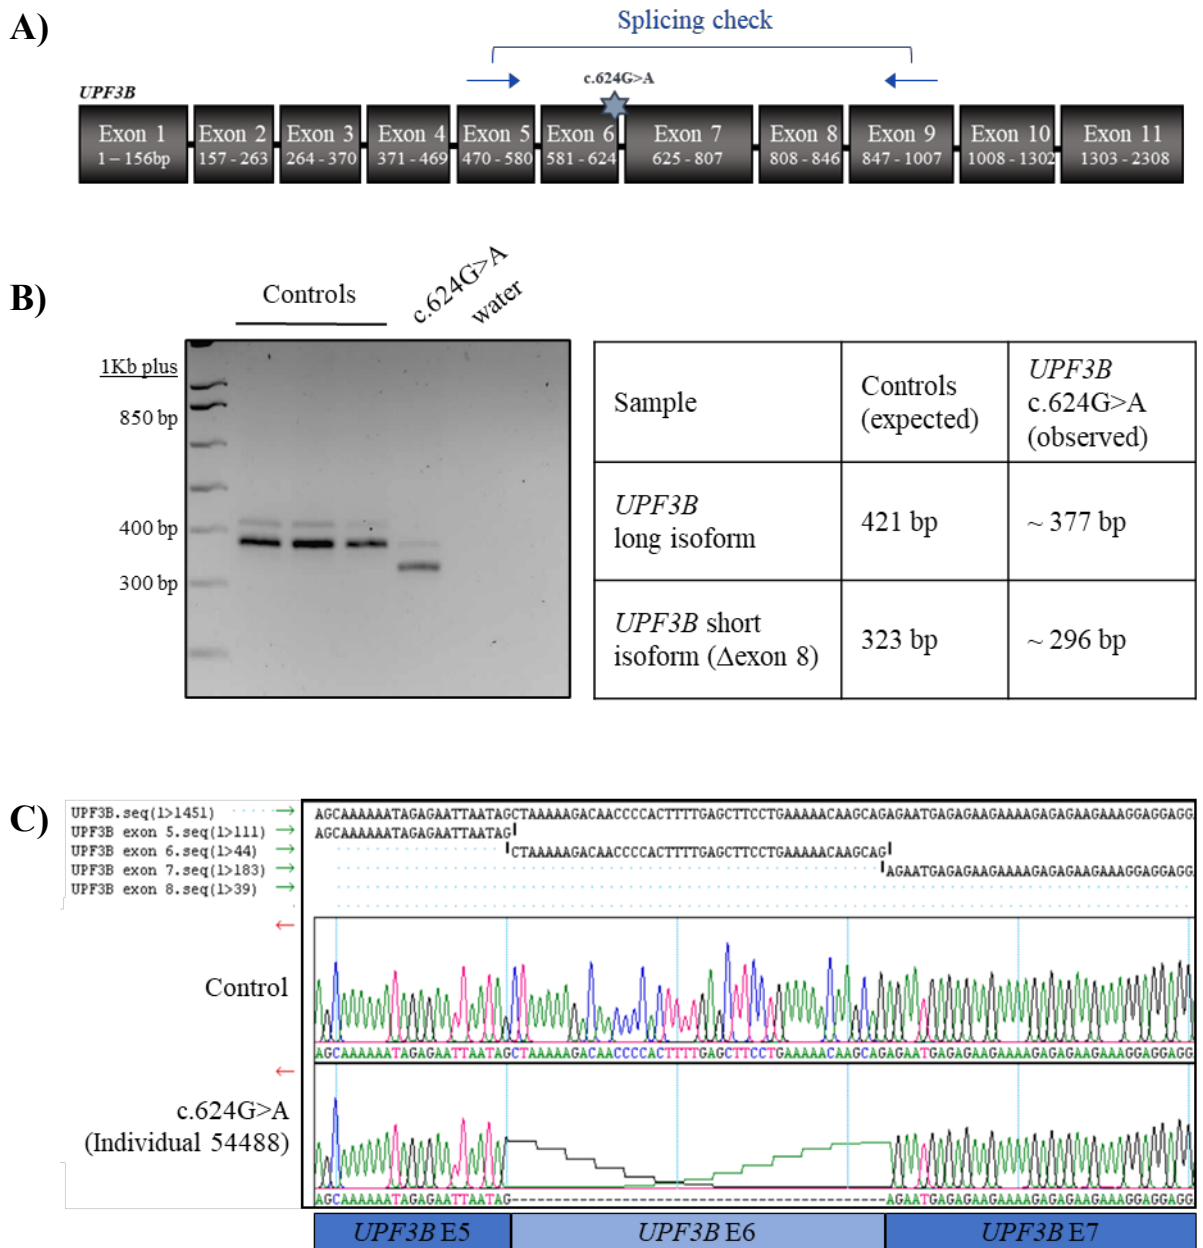 A)
Splicing check
c.624G>A
UPF3B
Exon 1 Exon 2 Exon 3 Exon 4 Exon 5 Exon 6 Exon 7 Exon 8 Exon 9 Exon 10 Exon 11
1 – 156bp 157 - 263 264 - 370 371 - 469 470 - 580 581 - 624 625 - 807 808 - 846 847 - 1007 1008 - 1302 1303 - 2308
B)
Controls
c.624G>A
water
1Kb plus
850 bp
400 bp
300 bp
Sample
Controls
(expected)
UPF3B
c.624G>A
(observed)
UPF3B
long isoform
421 bp
~ 377 bp
UPF3B short
isoform (Δexon 8)
323 bp
~ 296 bp
C)
UPF3B.seq(1>1451) AGCAAAAAATAGAGAATTAATAGCTAAAAAGACAACCCCACTTTTGAGCTTCCTGAAAAACAAGCAGAGAATGAGAGAAGAAAAGAGAGAAGAAAGGAGGAGG
UPF3B exon 5.seq(1>111) AGCAAAAAATAGAGAATTAATAG
UPF3B exon 6.seq(1>44) CTAAAAAGACAACCCCACTTTTGAGCTTCCTGAAAAACAAGCAG
UPF3B exon 7.seq(1>183) AGAATGAGAGAAGAAAAGAGAGAAGAAAGGAGGAGG
UPF3B exon 8.seq(1>39)
Control
AGCAAAAAATAGAGAATTAATAGCTAAAAAGACAACCCCACTTTTGAGCTTCCTGAAAAACAAGCAGAGAATGAGAGAAGAAAAGAGAGAAGAAAGGAGGAGG
c.624G>A
(Individual 54488)
AGCAAAAAATAGAGAATTAATAG--------------------------------------------AGAATGAGAGAAGAAAAGAGAGAAGAAAGGAGGAGG
UPF3B E5 UPF3B E6 UPF3B E7